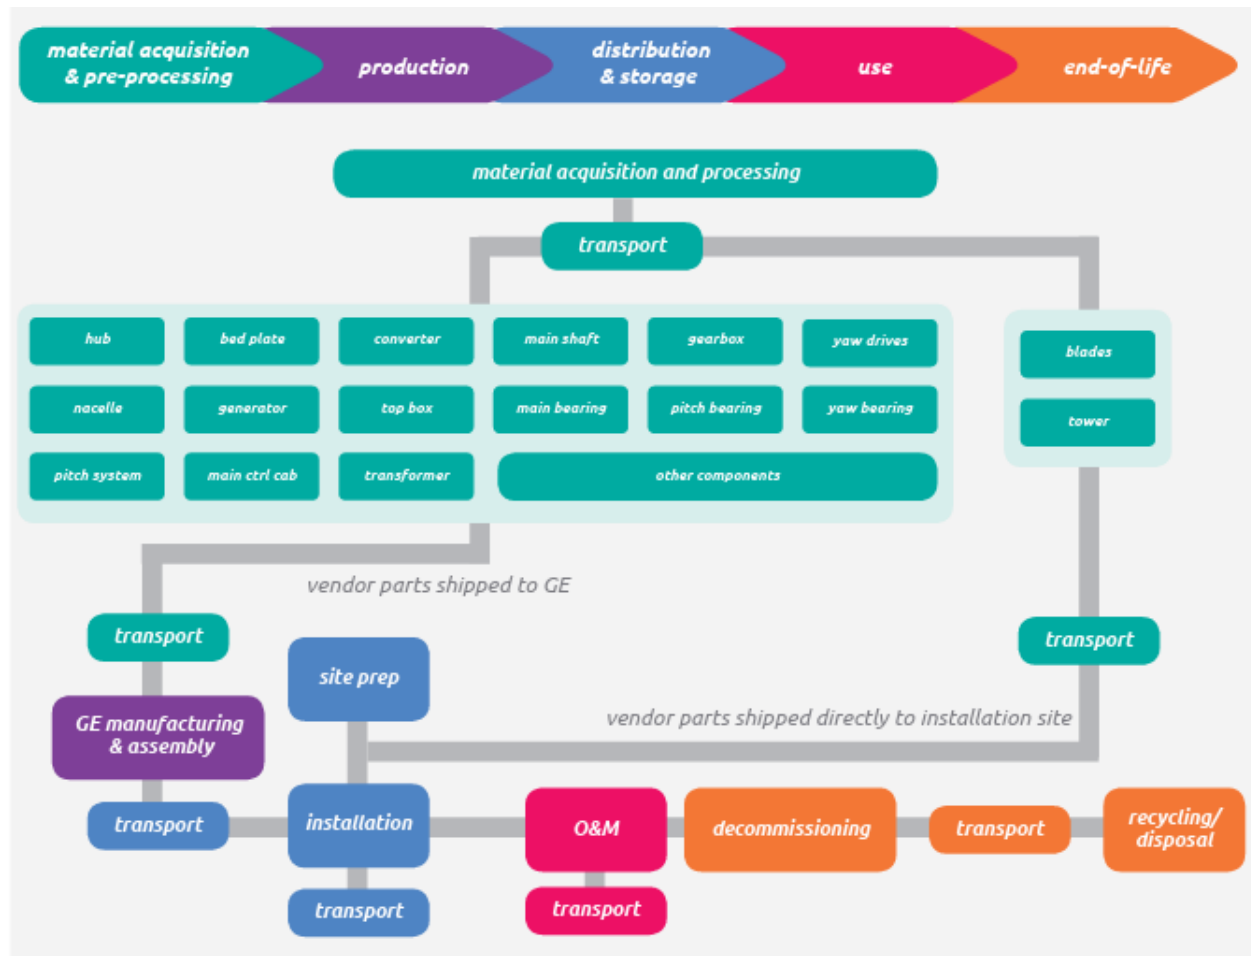 material acquisition
& pre-processing
production
distribution
& storage
use
end-of-life
material acquisition and processing
transport
hub
bed plate
converter
main shaft
gearbox
yaw drives
nacelle
generator
top box
main bearing
pitch bearing
yaw bearing
pitch system
main ctrl cab
transformer
other components
blades
tower
vendor parts shipped to GE
transport
site prep
transport
GE manufacturing
& assembly
vendor parts shipped directly to installation site
transport
installation
O&M
decommissioning
transport
recycling/
disposal
transport
transport